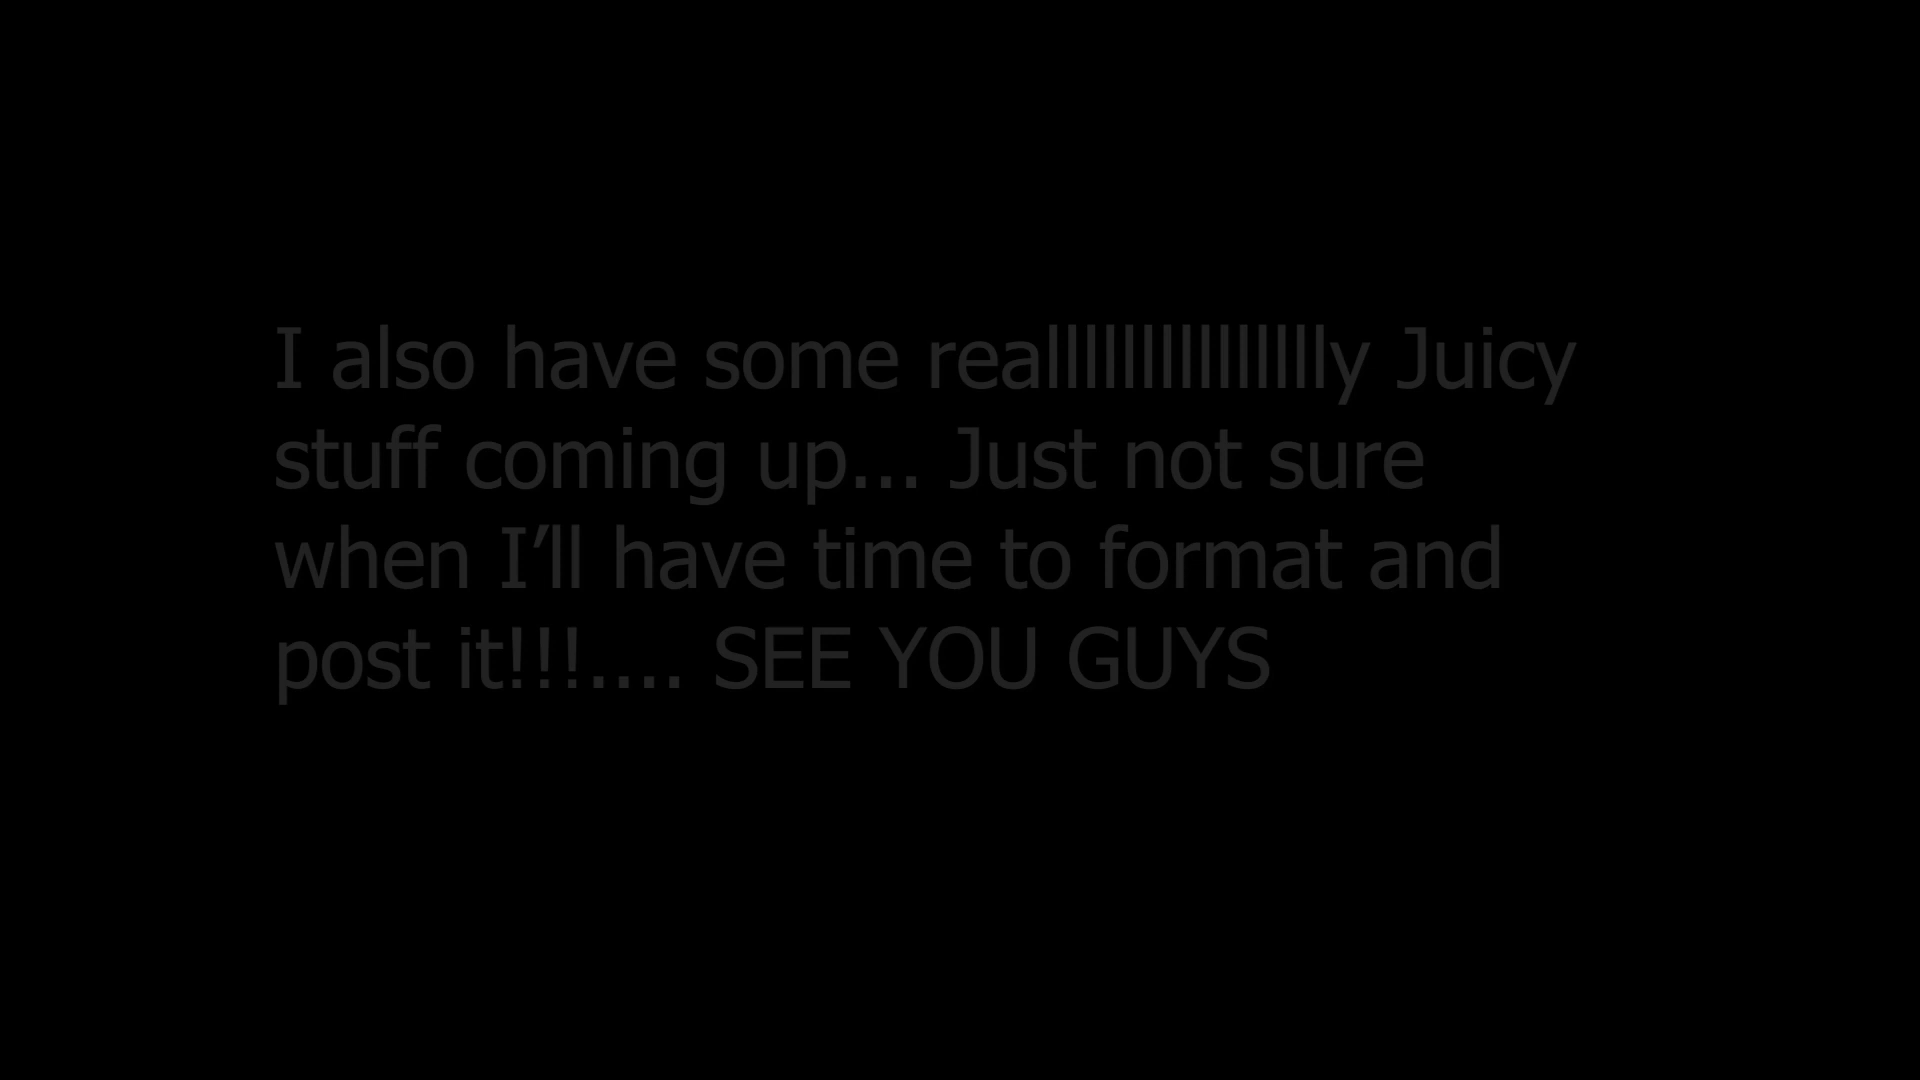 I also have some reallllllllllllllly Juicy
stuff coming up... Just not sure
when I’ll have time to format and
post it!!!.... SEE YOU GUYS